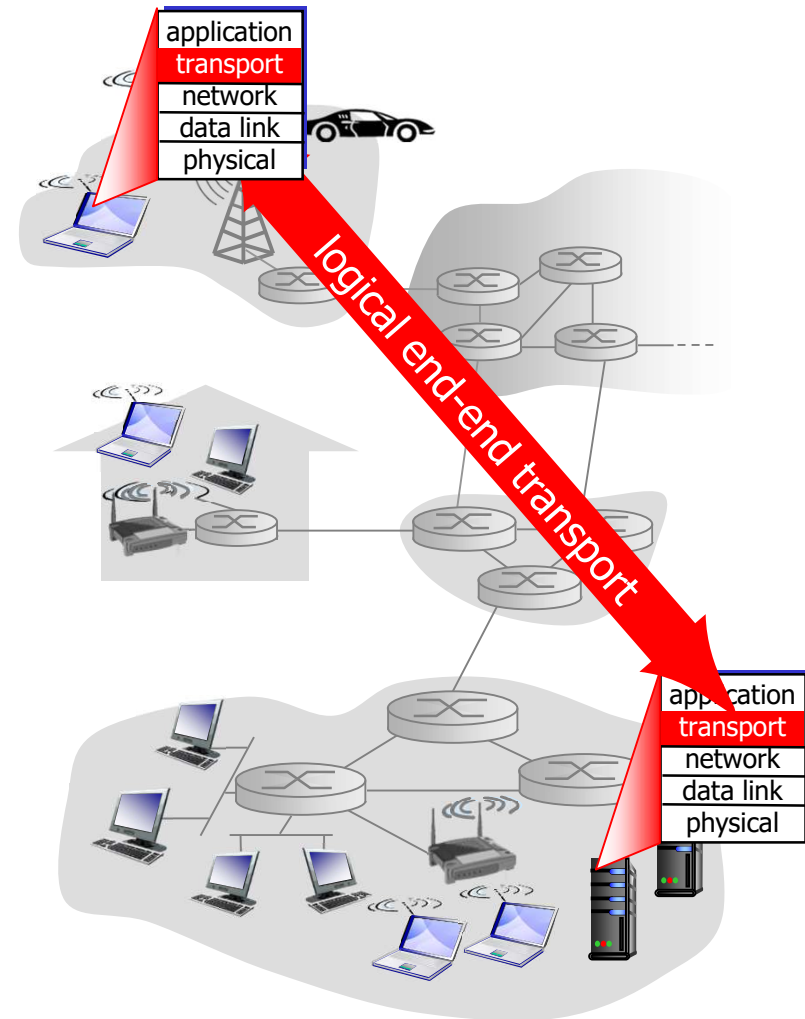 application
transport
network
data link
physical
logical end-end transport
application
transport
network
data link
physical